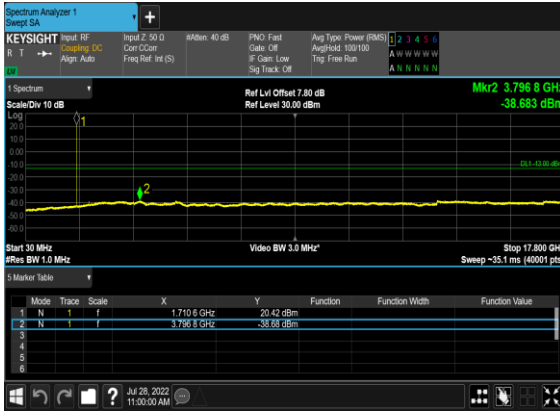 Spectrum Analyzer 1
Swept SA
+
KEYSIGHT Input: RF Input Z: 50 Ω #Atten: 40 dB PNO: Fast Avg Type: Power (RMS) 1 2 3 4 5 6
R T Coupling: DC Corr CCorr Gate: Off Avg|Hold: 100/100 A W W W W W
Align: Auto Freq Ref: Int (S) IF Gain: Low Trig: Free Run
Sig Track: Off A N N N N N
1 Spectrum
Ref Lvl Offset 7.80 dB Mkr2 3.796 8 GH
Scale/Div 10 dB Ref Level 30.00 dBm -38.683 dBm
Log
1
20.0
10.0
0.00
-10.0
DL1 -13.00 dB
-20.0
-30.0
2
-40.0
-50.0
-60.0
Start 30 MHz Video BW 3.0 MHz* Stop 17.800 GH
#Res BW 1.0 MHz Sweep ~35.1 ms (40001 pts
5 Marker Table
Mode Trace Scale X Y Function Function Width Function Value
1 N 1 f 1.710 6 GHz 20.42 dBm
2 N 1 f 3.796 8 GHz -38.68 dBm
3
4
5
6
? Jul 28, 2022
11:00:00 AM